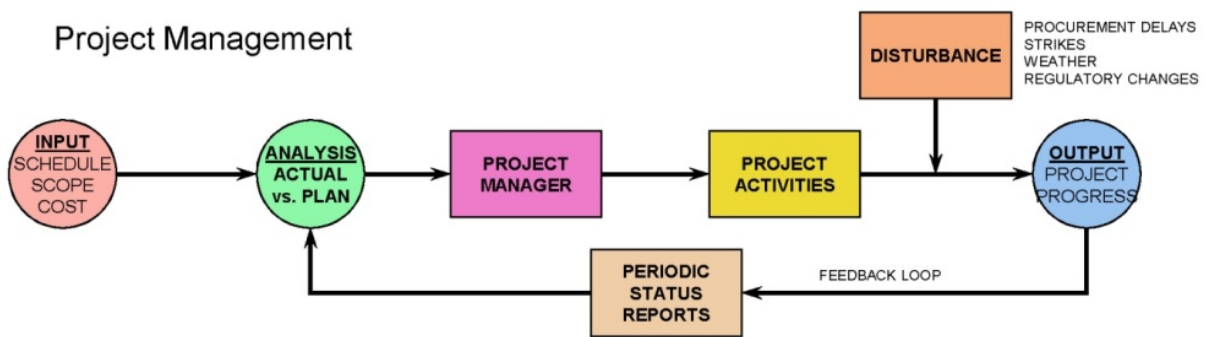 Project Management
DISTURBANCE
PROCUREMENT DELAYS
STRIKES
WEATHER
REGULATORY CHANGES
INPUT
SCHEDULE
SCOPE
COST
ANALYSIS
ACTUAL
vs. PLAN
PROJECT
MANAGER
PROJECT
ACTIVITIES
OUTPUT
PROJECT
PROGRESS
PERIODIC
STATUS
REPORTS
FEEDBACK LOOP